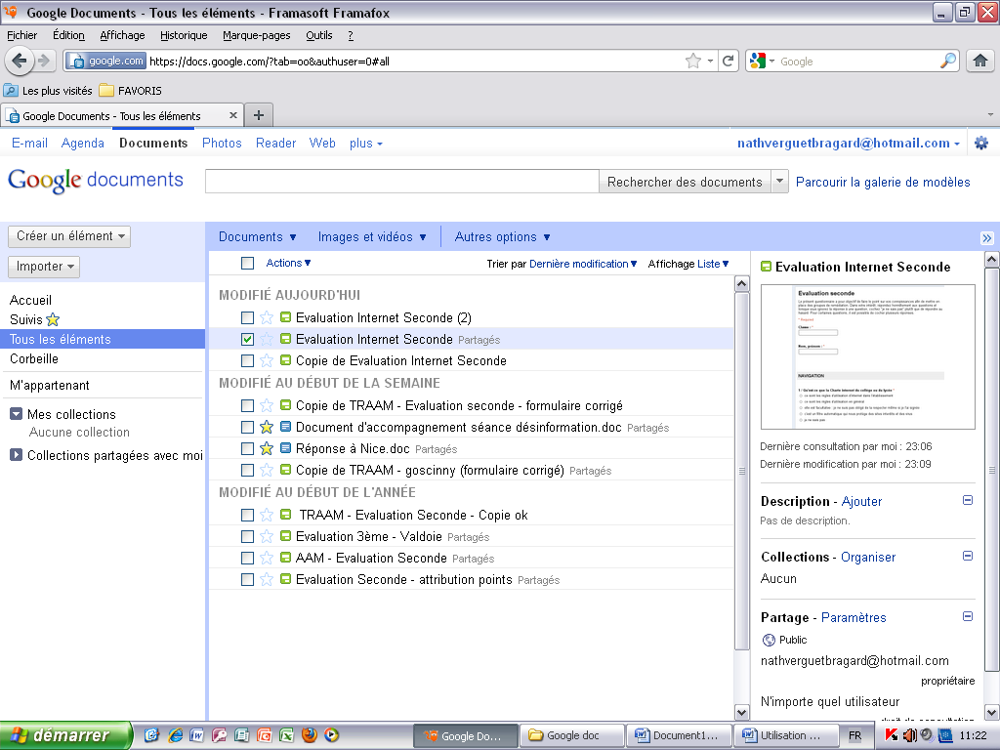 Google Documents - Tous les éléments - Framasoft Framafox
Fichier Édition Affichage Historique Marque-pages Outils ?
google.com https://docs.google.com/?tab=oo&authuser=0#all Google
Les plus visités FAVORIS
Google Documents - Tous les éléments
E-mail Agenda Documents Photos Reader Web plus nathverguetbragard@hotmail.com
Google documents Rechercher des documents Parcourir la galerie de modèles
Créer un élément
Importer
Accueil
Suivis
Tous les éléments
Corbeille
M'appartenant
Mes collections
Aucune collection
Collections partagées avec moi
Documents Images et vidéos Autres options
Actions Trier par Dernière modification Affichage Liste
MODIFIÉ AUJOURD'HUI
Evaluation Internet Seconde (2)
Evaluation Internet Seconde Partagés
Copie de Evaluation Internet Seconde
MODIFIÉ AU DÉBUT DE LA SEMAINE
Copie de TRAAM - Evaluation seconde - formulaire corrigé
Document d'accompagnement séance désinformation.doc Partagés
Réponse à Nice.doc Partagés
Copie de TRAAM - goscinny (formulaire corrigé) Partagés
MODIFIÉ AU DÉBUT DE L'ANNÉE
TRAAM - Evaluation Seconde - Copie ok
Evaluation 3ème - Valdoie Partagés
AAM - Evaluation Seconde Partagés
Evaluation Seconde - attribution points Partagés
Evaluation Internet Seconde
Evaluation seconde
* Required
Classe : *
Nom, prénom : *
NAVIGATION
Dernière consultation par moi : 23:06
Dernière modification par moi : 23:09
Description - Ajouter
Pas de description.
Collections - Organiser
Aucun
Partage - Paramètres
Public
nathverguetbragard@hotmail.com
propriétaire
N'importe quel utilisateur
démarrer Google Do... Google doc Document1... Utilisation ... FR 11:22